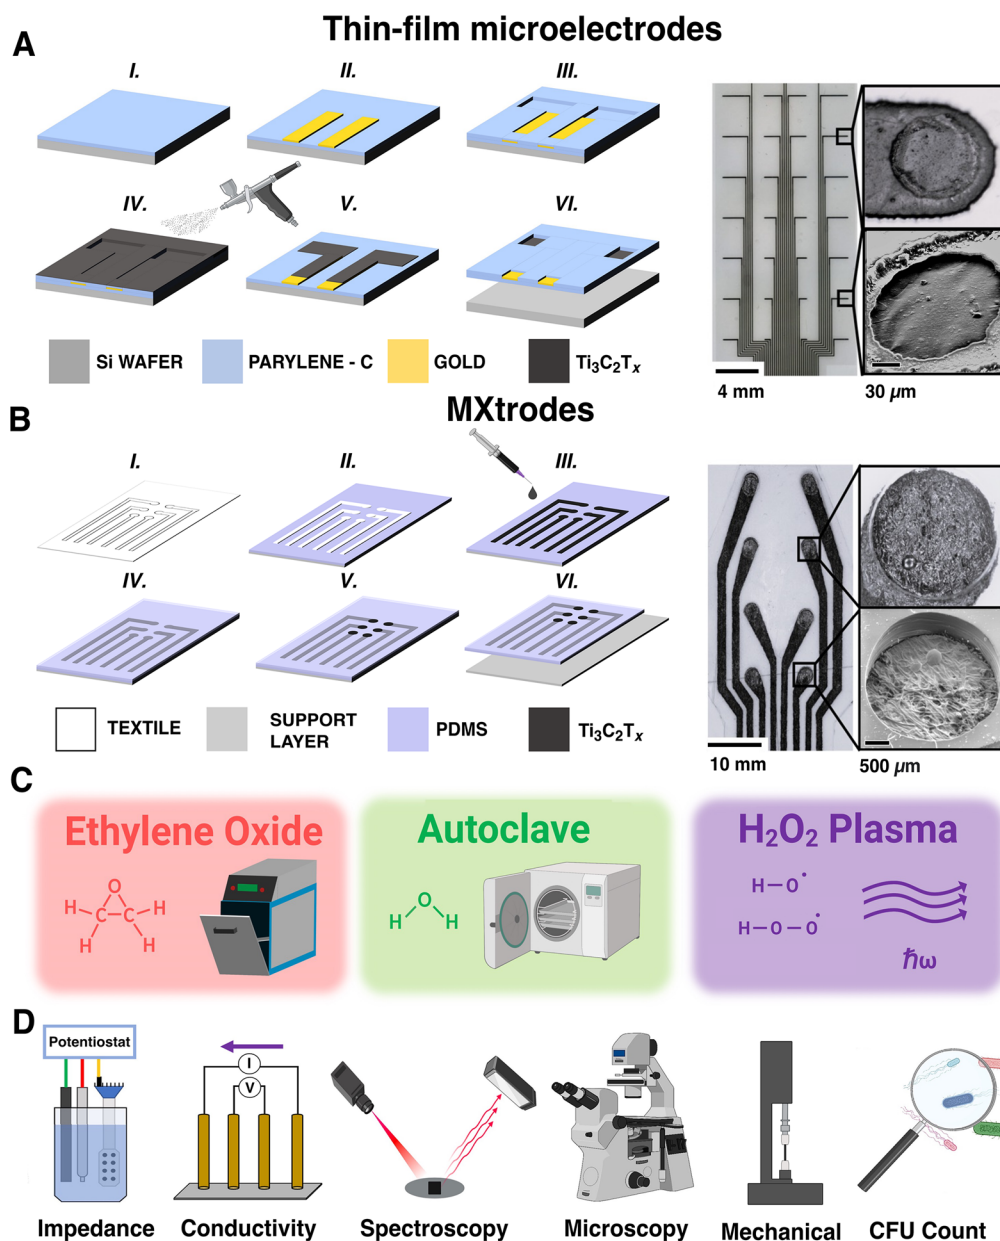 Thin-film microelectrodes
A
I.
II.
III.
IV.
V.
VI.
Si WAFER
PARYLENE - C
GOLD
Ti₃C₂Tₓ
4 mm
30 µm
MXtrodes
B
I.
II.
III.
IV.
V.
VI.
TEXTILE
SUPPORT
LAYER
PDMS
Ti₃C₂Tₓ
10 mm
500 µm
C
Ethylene Oxide
O
H C C H
H H
Autoclave
O
H H
H₂O₂ Plasma
H–O•
H–O–O•
ħω
D
Potentiostat
I
V
Impedance
Conductivity
Spectroscopy
Microscopy
Mechanical
CFU Count